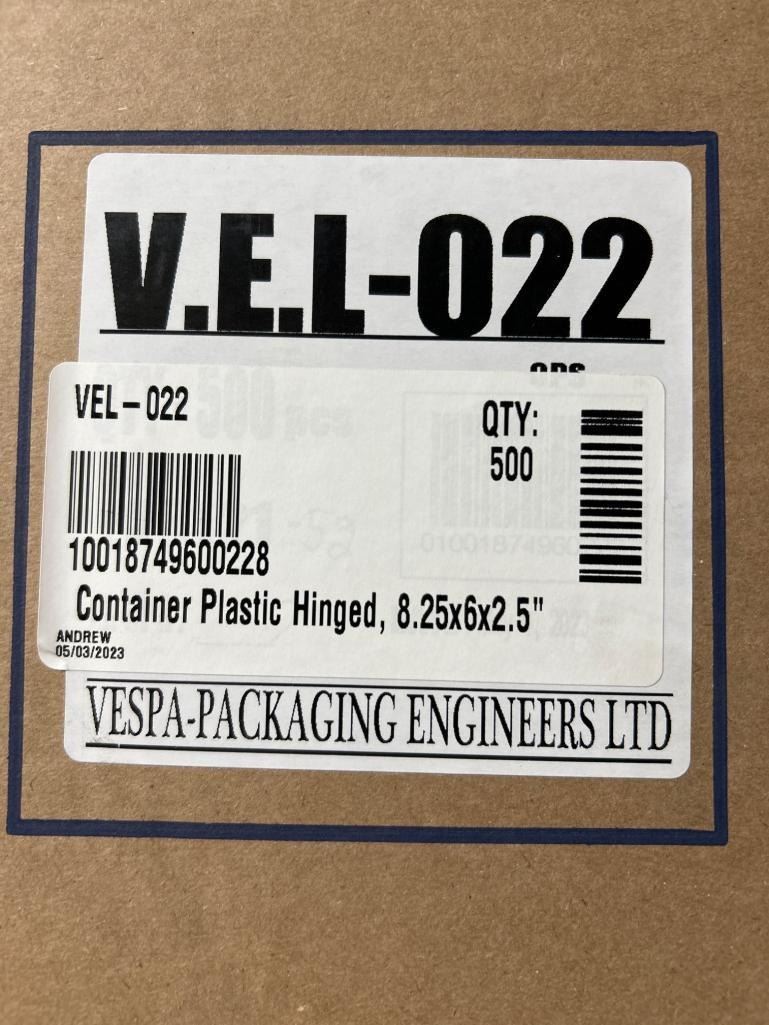 V.E.L-022
VEL-022
QTY:
500
10018749600228
Container Plastic Hinged, 8.25x6x2.5"
ANDREW
05/03/2023
VESPA-PACKAGING ENGINEERS LTD